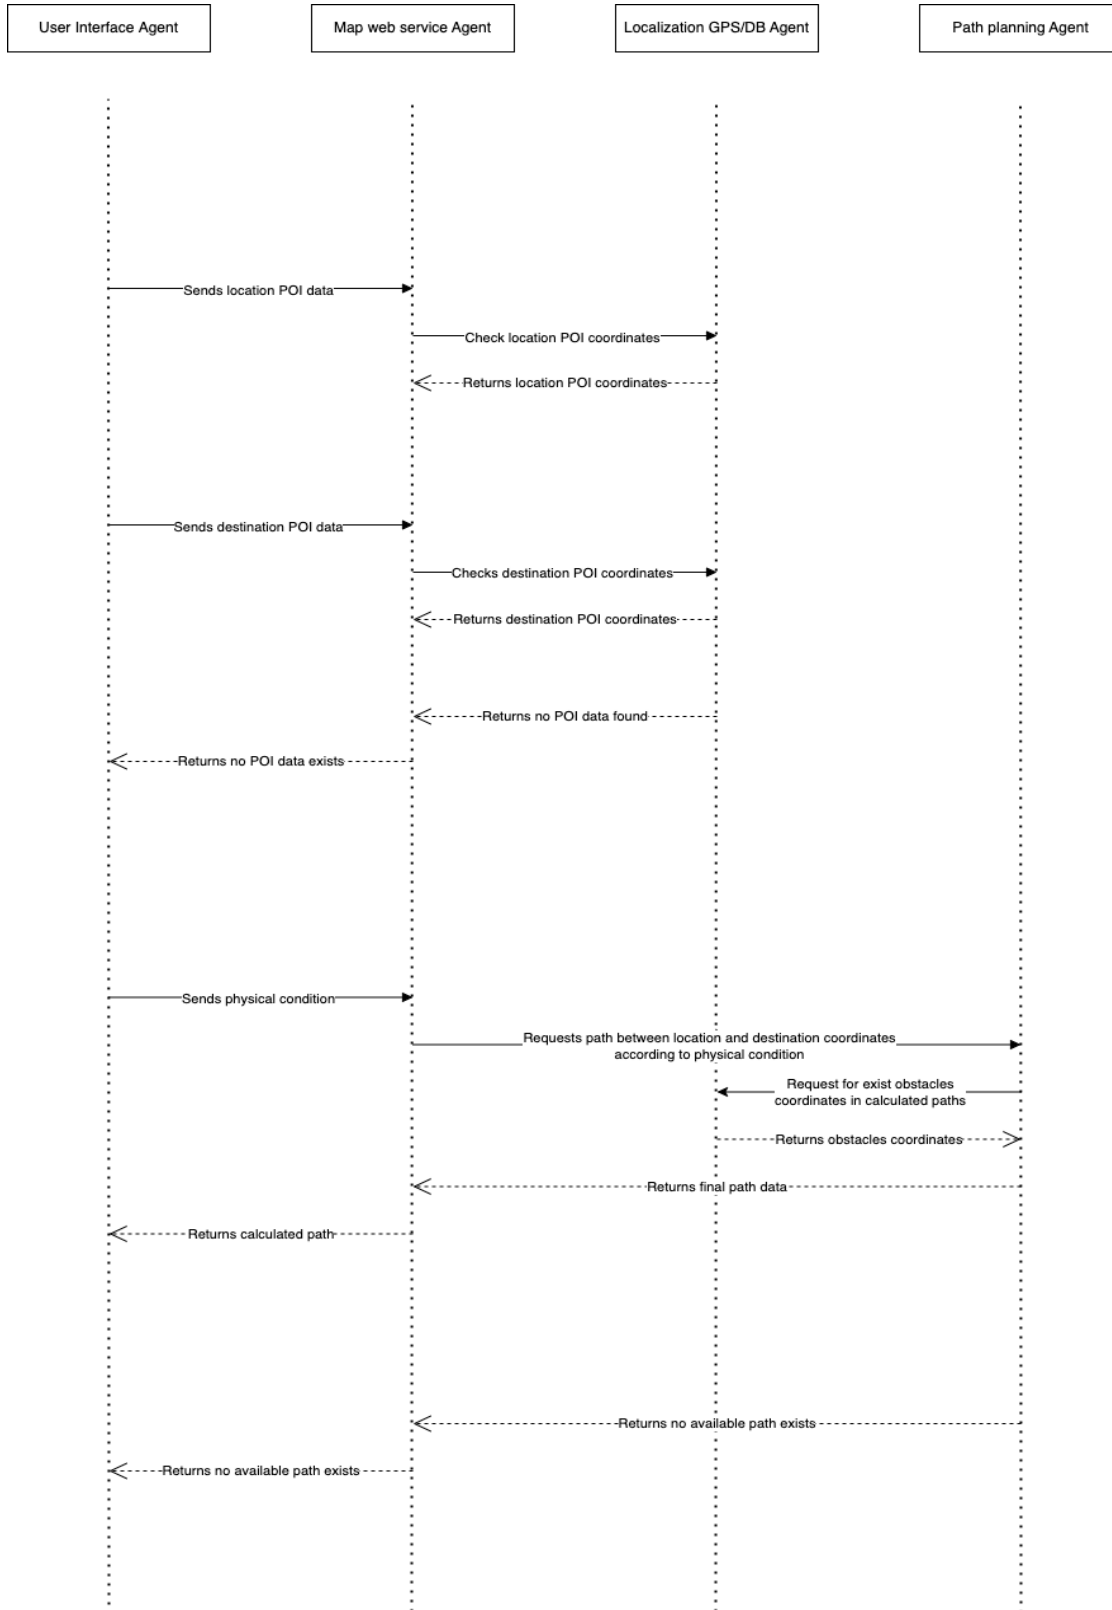 User Interface Agent
Map web service Agent
Localization GPS/DB Agent
Path planning Agent
Sends location POI data
Check location POI coordinates
Returns location POI coordinates
Sends destination POI data
Checks destination POI coordinates
Returns destination POI coordinates
Returns no POI data found
Returns no POI data exists
Sends physical condition
Requests path between location and destination coordinates
according to physical condition
Request for exist obstacles
coordinates in calculated paths
Returns obstacles coordinates
Returns final path data
Returns calculated path
Returns no available path exists
Returns no available path exists